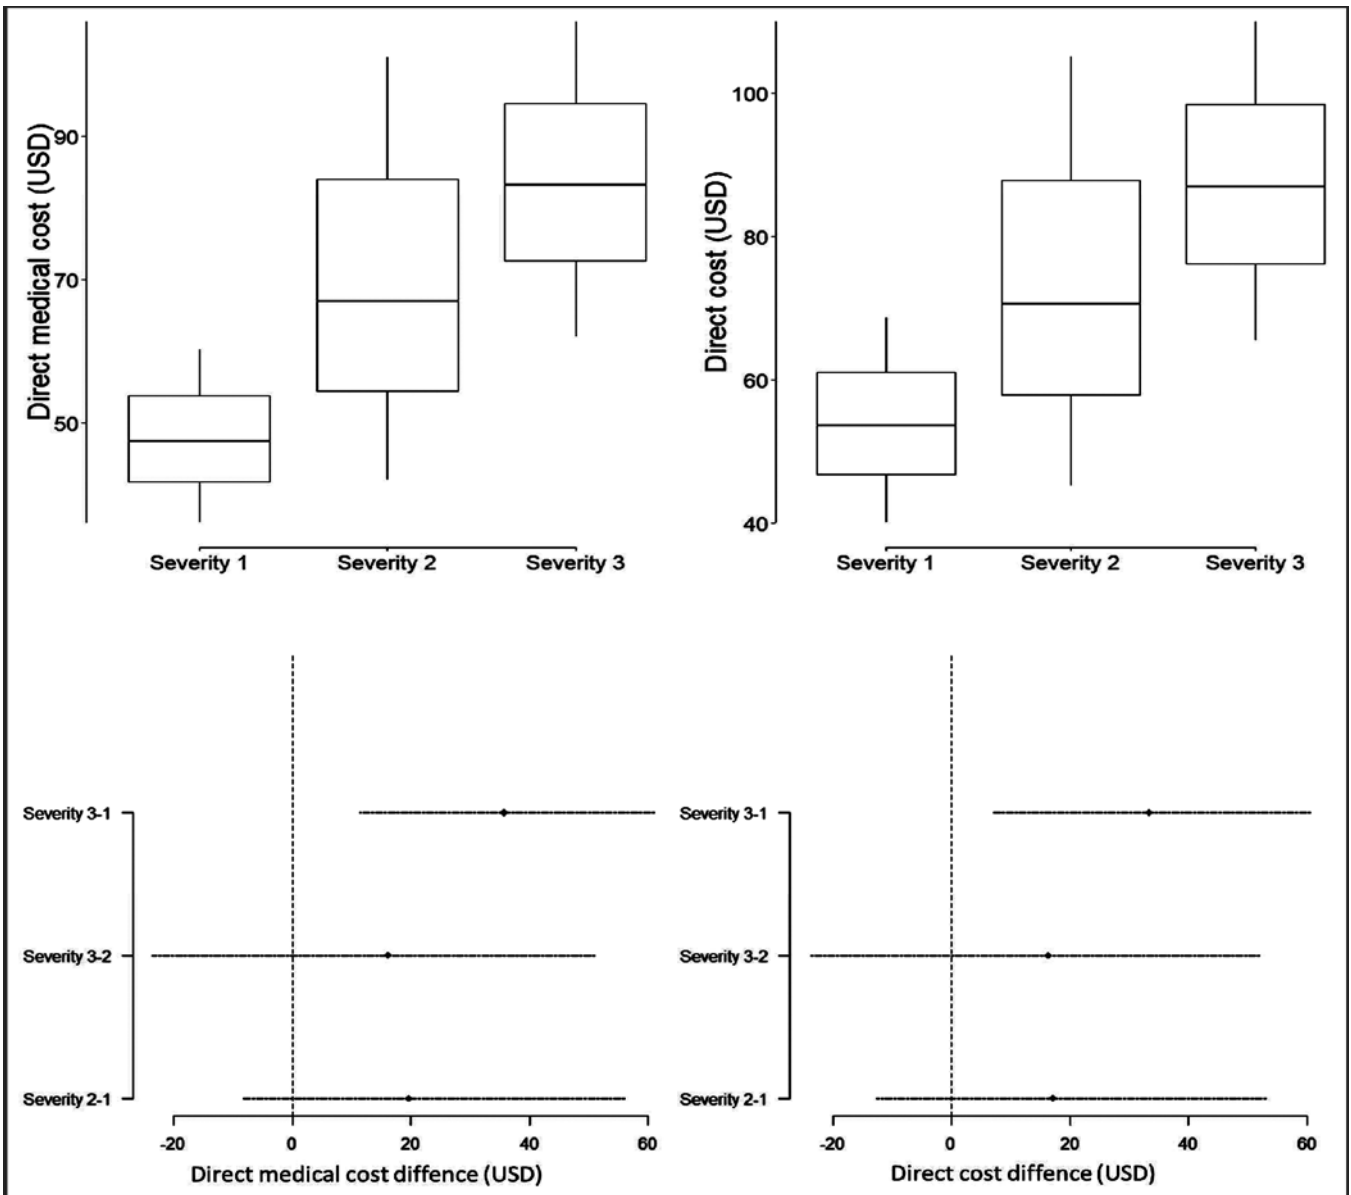 Direct medical cost (USD)
90
70
50
Severity 1 Severity 2 Severity 3
Direct cost (USD)
100
80
60
40
Severity 1 Severity 2 Severity 3
Severity 3-1
Severity 3-2
Severity 2-1
-20 0 20 40 60
Direct medical cost diffence (USD)
Severity 3-1
Severity 3-2
Severity 2-1
-20 0 20 40 60
Direct cost diffence (USD)